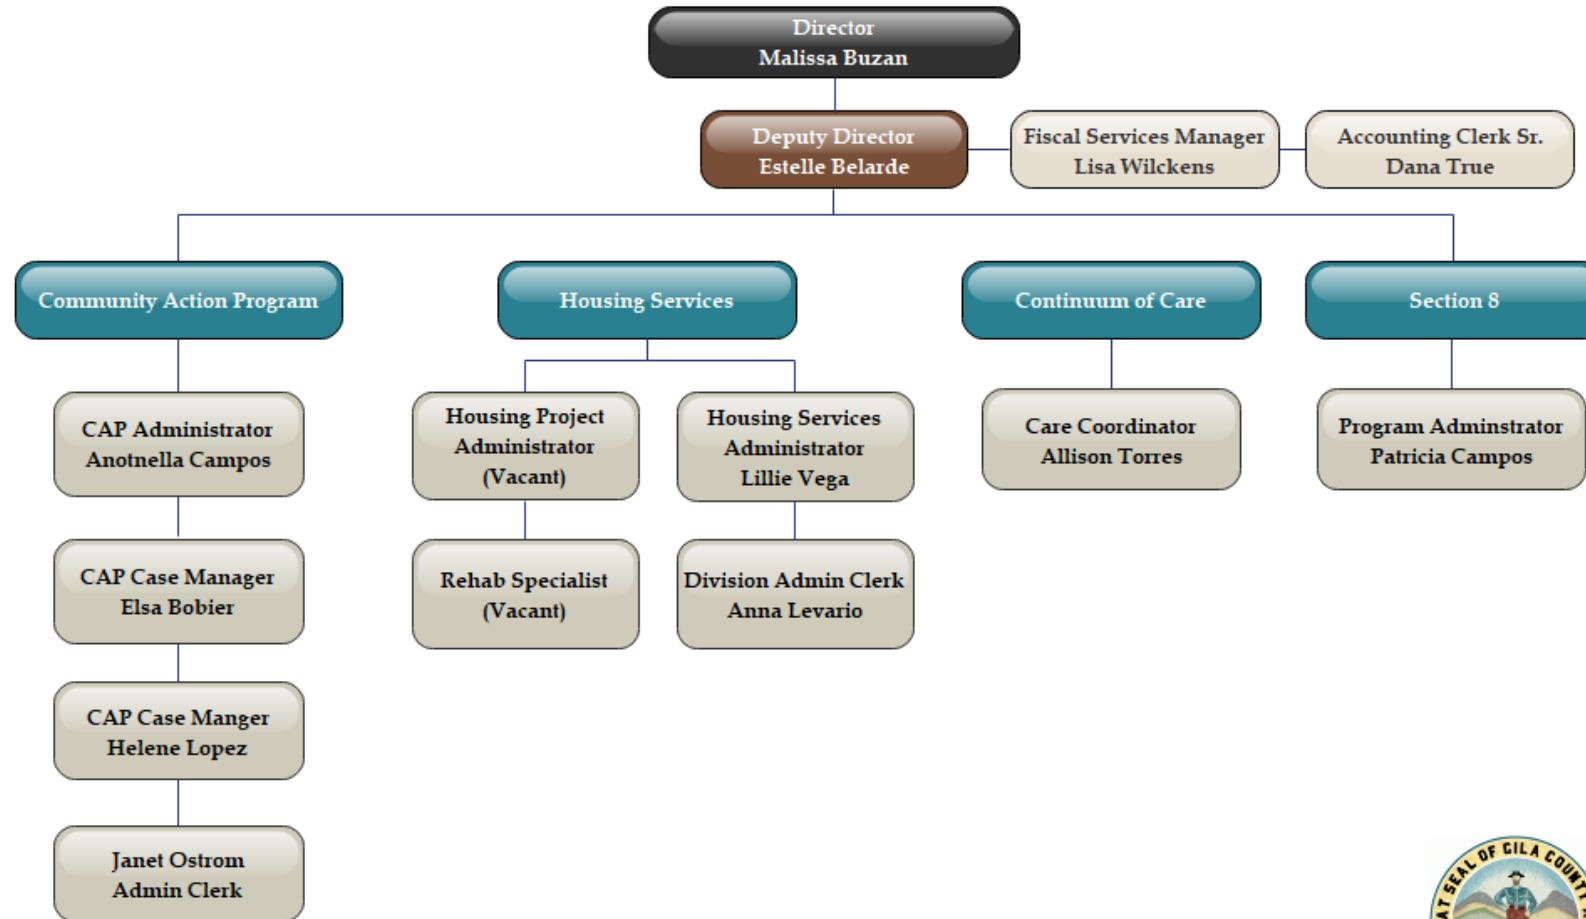 Director
Malissa Buzan
Deputy Director
Estelle Belarde
Fiscal Services Manager
Lisa Wilckens
Accounting Clerk Sr.
Dana True
Community Action Program
Housing Services
Continuum of Care
Section 8
CAP Administrator
Anotnella Campos
Housing Project
Administrator
(Vacant)
Housing Services
Administrator
Lillie Vega
Care Coordinator
Allison Torres
Program Adminstrator
Patricia Campos
CAP Case Manager
Elsa Bobier
Rehab Specialist
(Vacant)
Division Admin Clerk
Anna Levario
CAP Case Manger
Helene Lopez
Janet Ostrom
Admin Clerk
SEAL OF GILA COUNTY